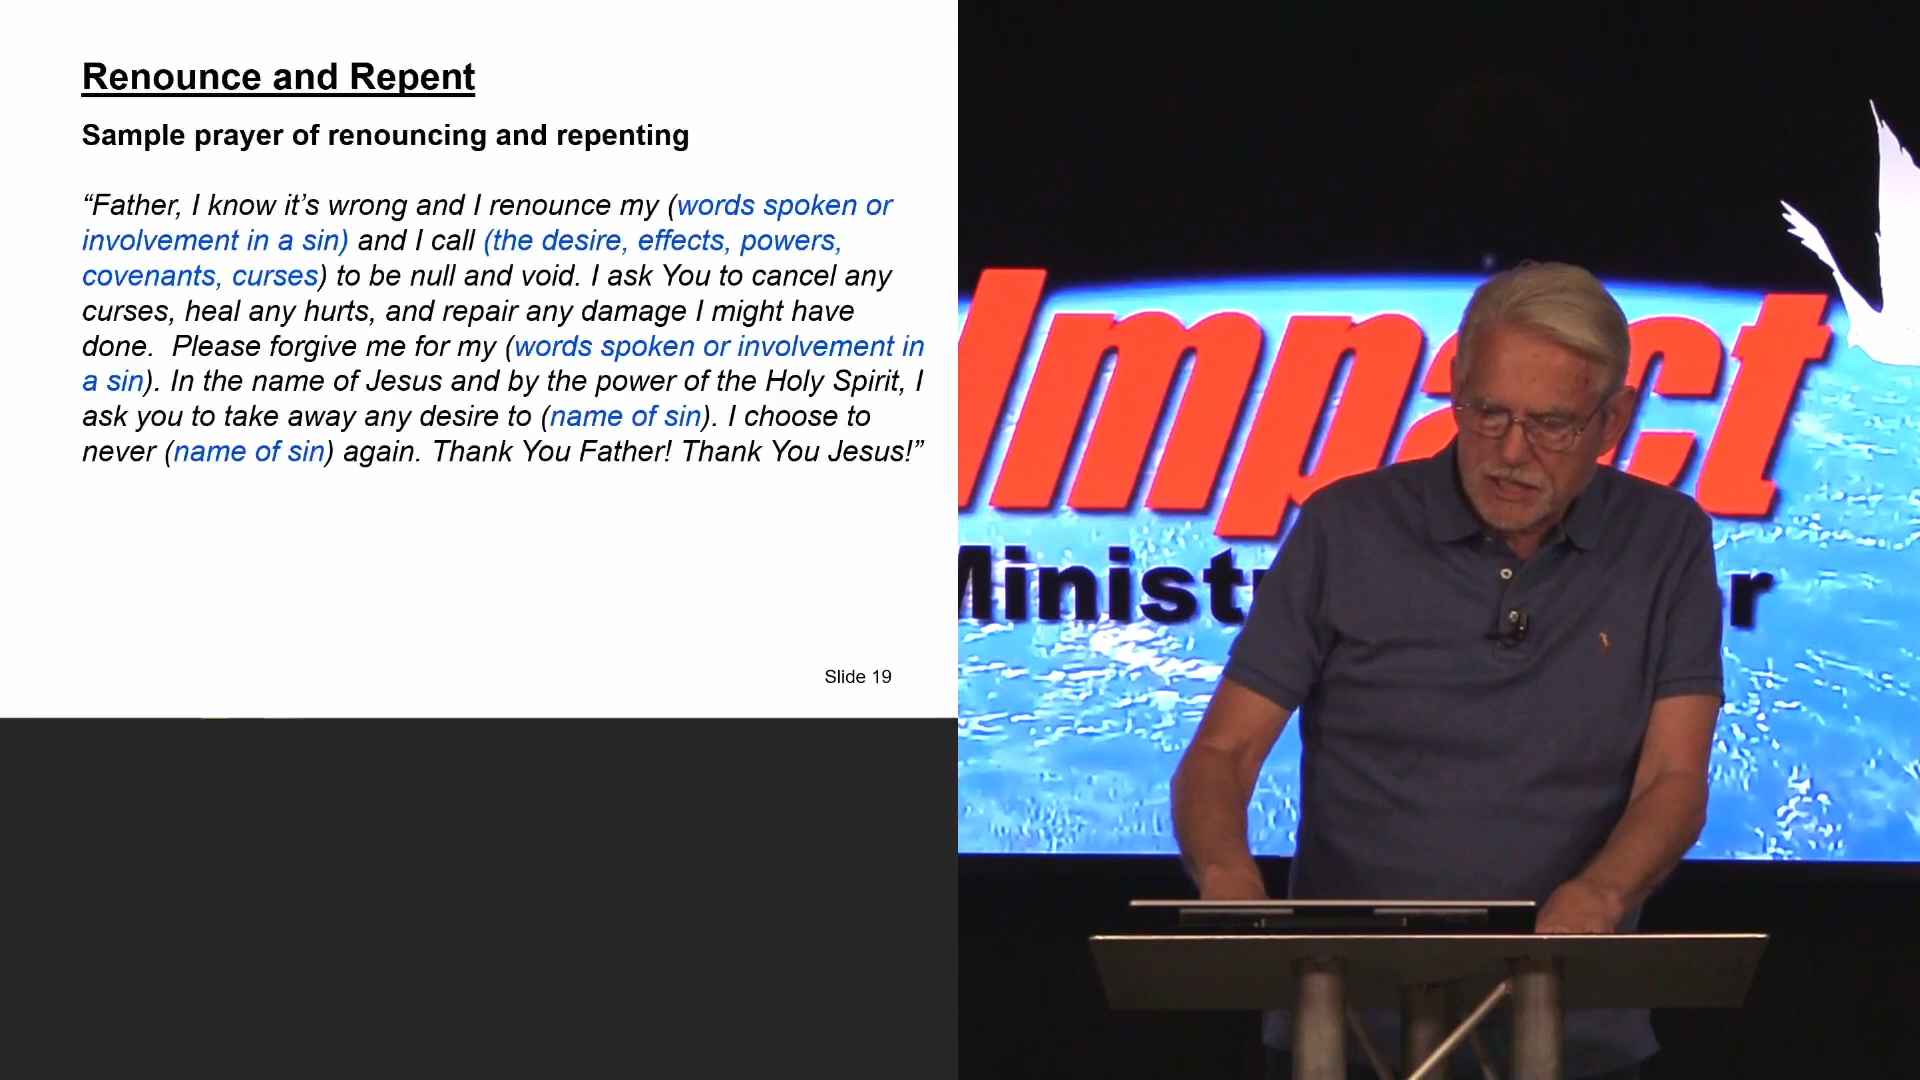 Renounce and Repent
Sample prayer of renouncing and repenting
“Father, I know it’s wrong and I renounce my (words spoken or
involvement in a sin) and I call (the desire, effects, powers,
covenants, curses) to be null and void. I ask You to cancel any
curses, heal any hurts, and repair any damage I might have
done.  Please forgive me for my (words spoken or involvement in
a sin). In the name of Jesus and by the power of the Holy Spirit, I
ask you to take away any desire to (name of sin). I choose to
never (name of sin) again. Thank You Father! Thank You Jesus!”
Slide 19
Impact